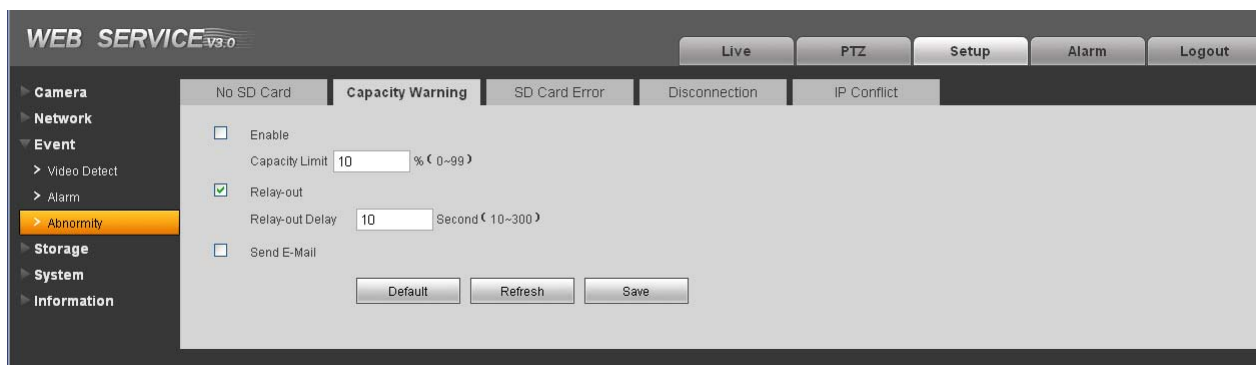 WEB SERVICE V3.0
Live PTZ Setup Alarm Logout
Camera
Network
Event
> Video Detect
> Alarm
> Abnormity
Storage
System
Information
No SD Card Capacity Warning SD Card Error Disconnection IP Conflict
Enable
Capacity Limit 10 % ( 0~99 )
Relay-out
Relay-out Delay 10 Second ( 10~300 )
Send E-Mail
Default Refresh Save